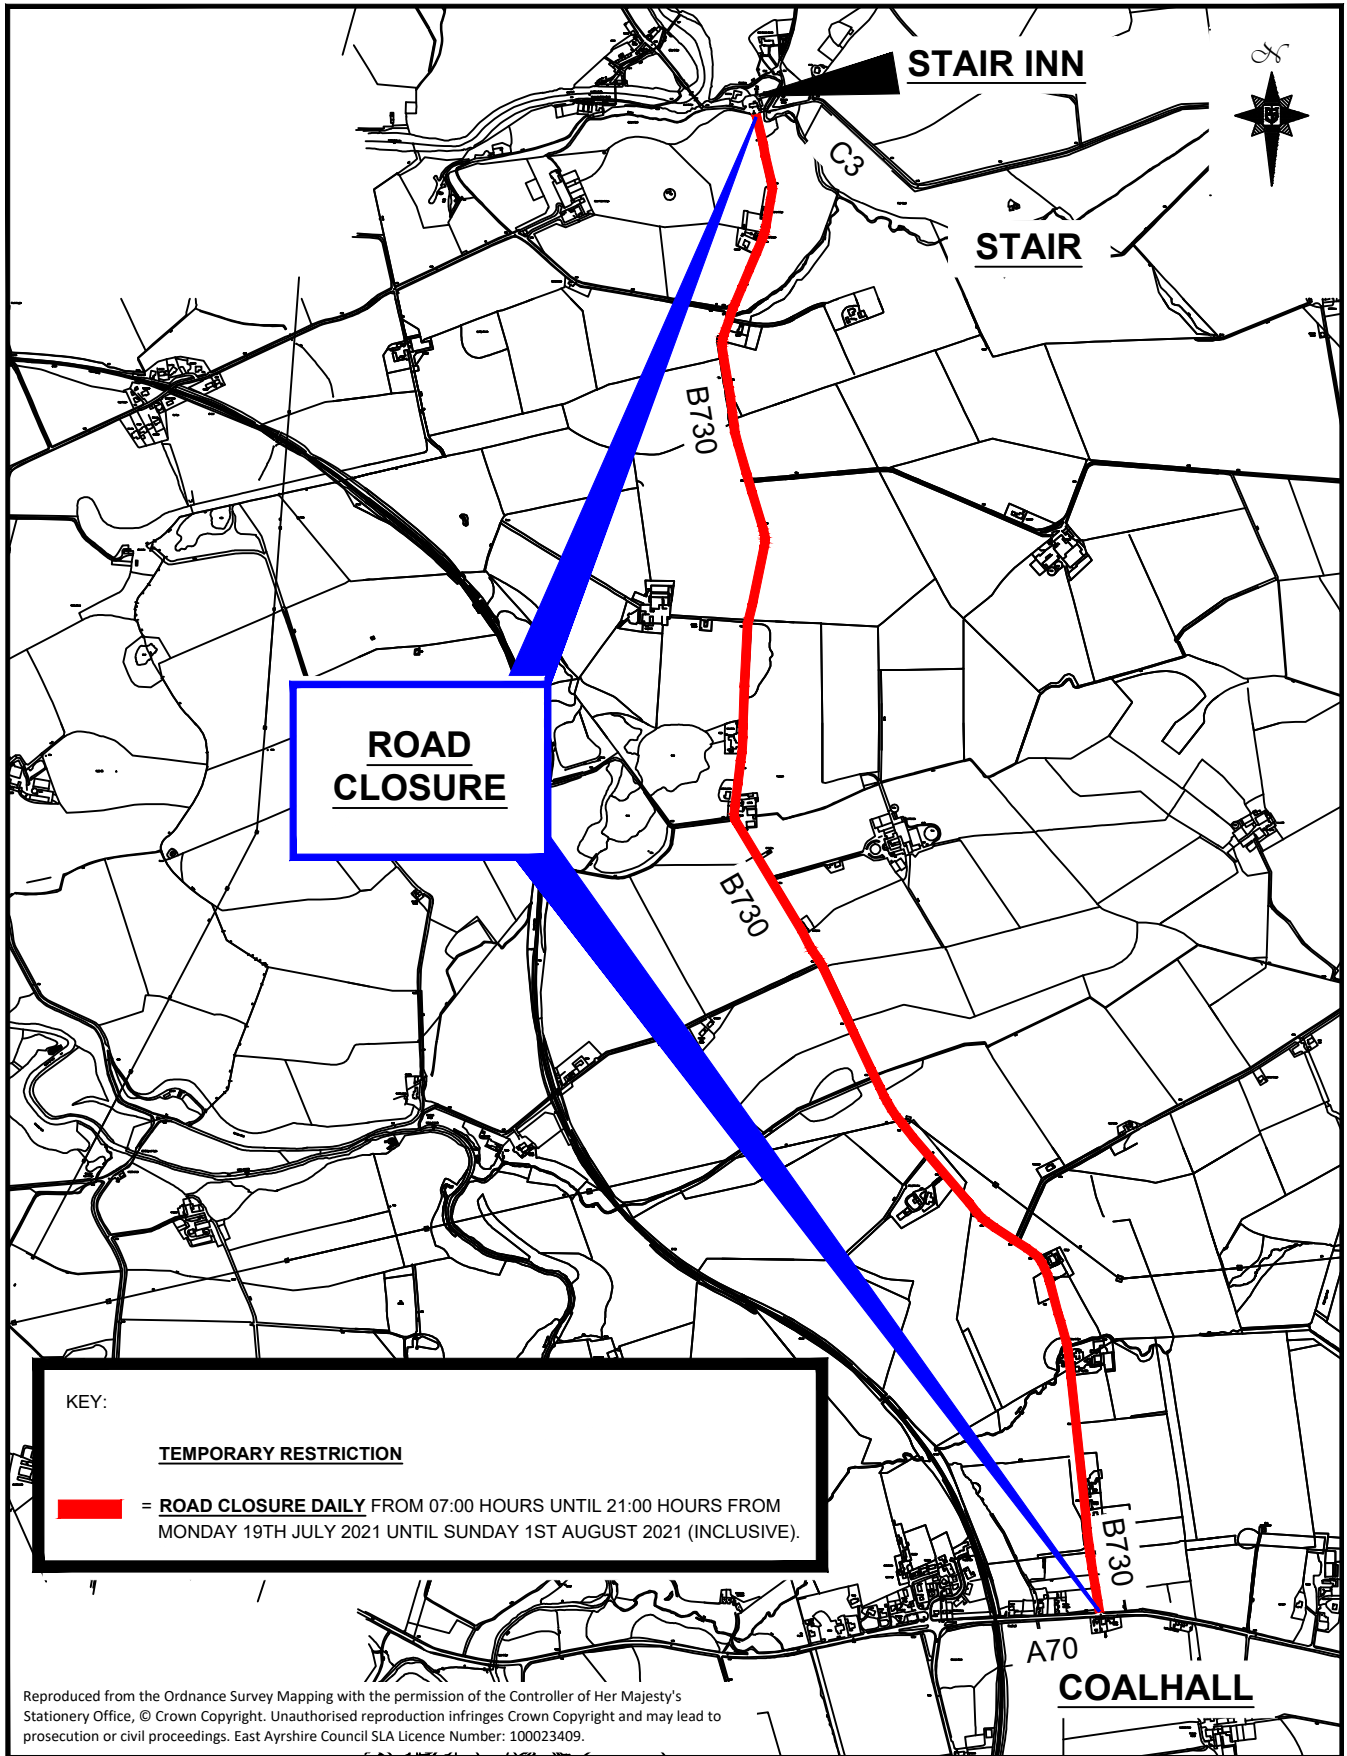 STAIR INN
N
C3
STAIR
B730
ROAD
CLOSURE
B730
KEY:
TEMPORARY RESTRICTION
= ROAD CLOSURE DAILY FROM 07:00 HOURS UNTIL 21:00 HOURS FROM
MONDAY 19TH JULY 2021 UNTIL SUNDAY 1ST AUGUST 2021 (INCLUSIVE).
B730
A70
COALHALL
Reproduced from the Ordnance Survey Mapping with the permission of the Controller of Her Majesty's
Stationery Office, © Crown Copyright. Unauthorised reproduction infringes Crown Copyright and may lead to
prosecution or civil proceedings. East Ayrshire Council SLA Licence Number: 100023409.